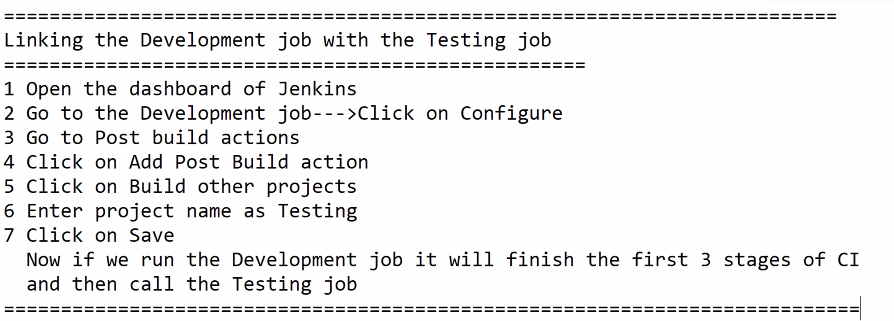 =========================================================================
Linking the Development job with the Testing job
===================================================
1 Open the dashboard of Jenkins
2 Go to the Development job--->Click on Configure
3 Go to Post build actions
4 Click on Add Post Build action
5 Click on Build other projects
6 Enter project name as Testing
7 Click on Save
  Now if we run the Development job it will finish the first 3 stages of CI
  and then call the Testing job
===========================================================================